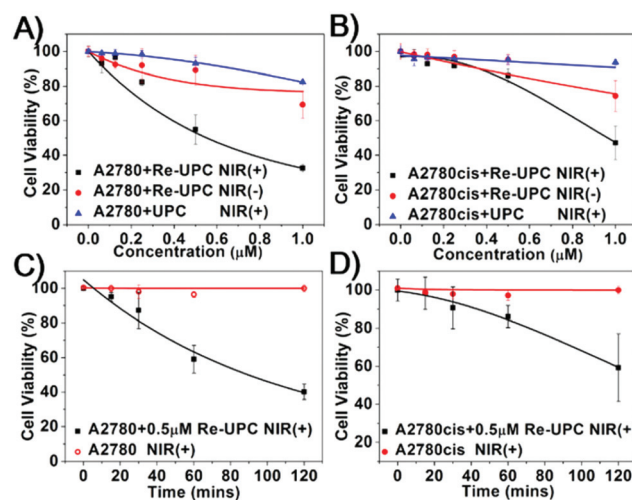 A)
Cell Viability (%)
100
80
60
40
20
0
A2780+Re-UPC NIR(+)
A2780+Re-UPC NIR(-)
A2780+UPC NIR(+)
0.0 0.2 0.4 0.6 0.8 1.0
Concentration (μM)
B)
Cell Viability (%)
100
80
60
40
20
0
A2780cis+Re-UPC NIR(+)
A2780cis+Re-UPC NIR(-)
A2780cis+UPC NIR(+)
0.0 0.2 0.4 0.6 0.8 1.0
Concentration (μM)
C)
Cell Viability (%)
100
80
60
40
20
A2780+0.5μM Re-UPC NIR(+)
A2780 NIR(+)
0 20 40 60 80 100 120
Time (mins)
D)
Cell Viability (%)
100
80
60
40
20
A2780cis+0.5μM Re-UPC NIR(+
A2780cis NIR(+)
0 20 40 60 80 100 120
Time (mins)